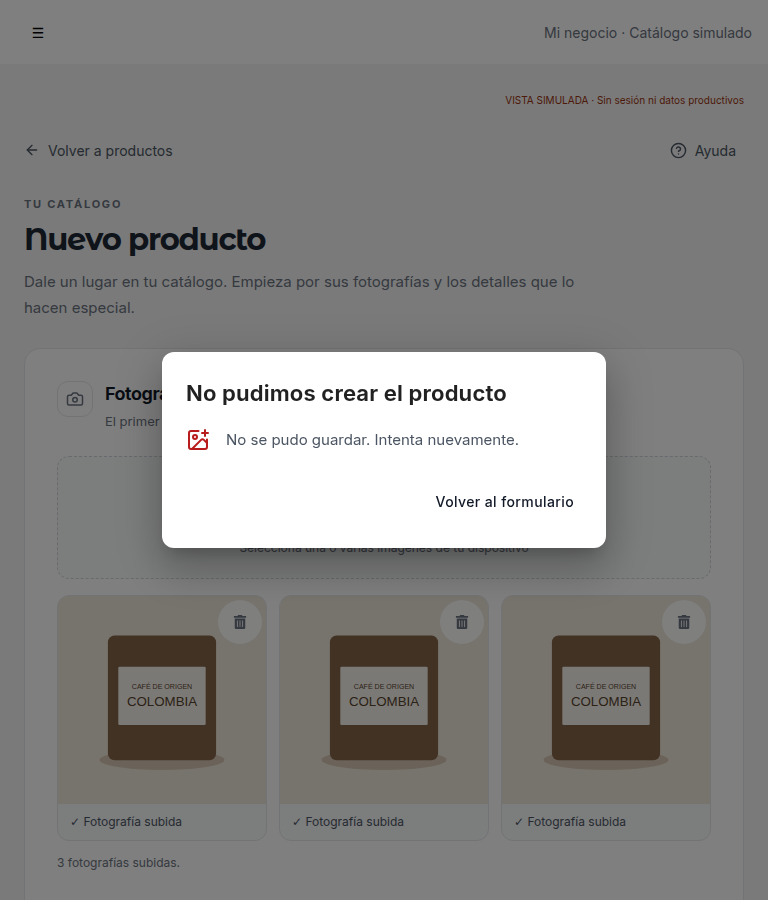 Mi negocio · Catálogo simulado
VISTA SIMULADA · Sin sesión ni datos productivos
Volver a productos
Ayuda
TU CATÁLOGO
Nuevo producto
Dale un lugar en tu catálogo. Empieza por sus fotografías y los detalles que lo
hacen especial.
El primer
No pudimos crear el producto
No se pudo guardar. Intenta nuevamente.
Volver al formulario
Selecciona una o varias imágenes de tu dispositivo
CAFÉ DE ORIGEN
COLOMBIA
✓ Fotografía subida
CAFÉ DE ORIGEN
COLOMBIA
✓ Fotografía subida
CAFÉ DE ORIGEN
COLOMBIA
✓ Fotografía subida
3 fotografías subidas.